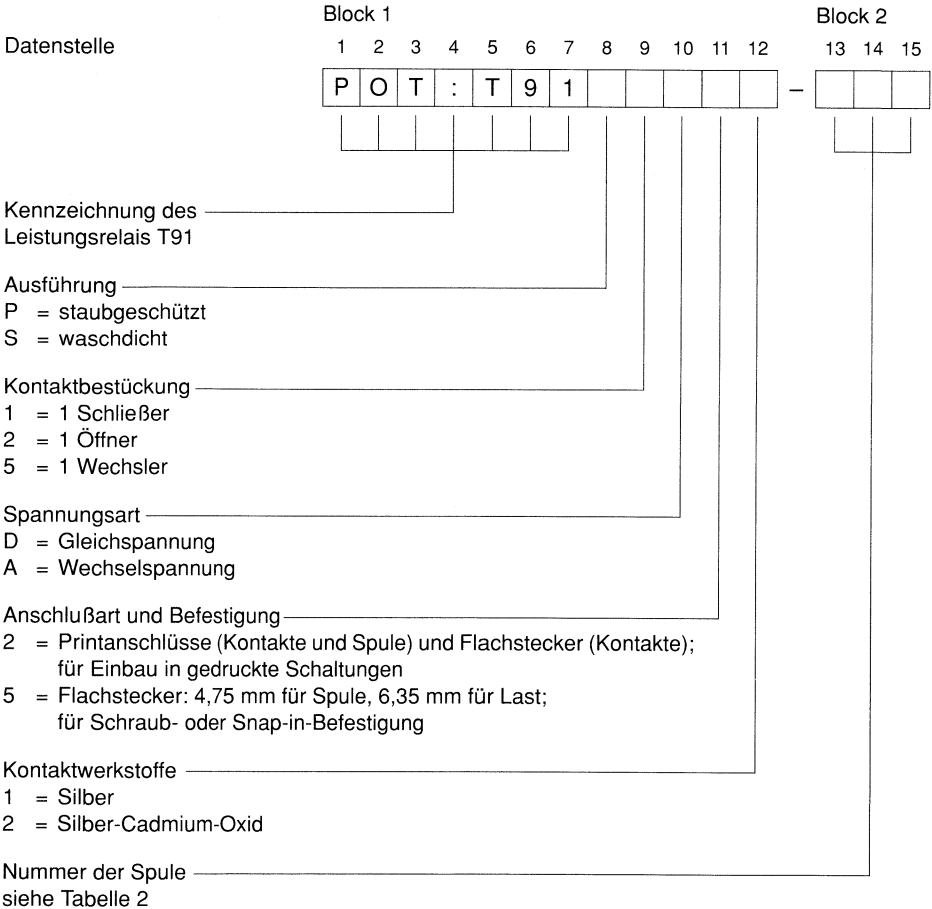 Block 1 Block 2
Datenstelle 1 2 3 4 5 6 7 8 9 10 11 12 13 14 15
P O T : T 9 1 –
Kennzeichnung des
Leistungsrelais T91
Ausführung
P = staubgeschützt
S = waschdicht
Kontaktbestückung
1 = 1 Schließer
2 = 1 Öffner
5 = 1 Wechsler
Spannungsart
D = Gleichspannung
A = Wechselspannung
Anschlußart und Befestigung
2 = Printanschlüsse (Kontakte und Spule) und Flachstecker (Kontakte);
für Einbau in gedruckte Schaltungen
5 = Flachstecker: 4,75 mm für Spule, 6,35 mm für Last;
für Schraub- oder Snap-in-Befestigung
Kontaktwerkstoffe
1 = Silber
2 = Silber-Cadmium-Oxid
Nummer der Spule
siehe Tabelle 2